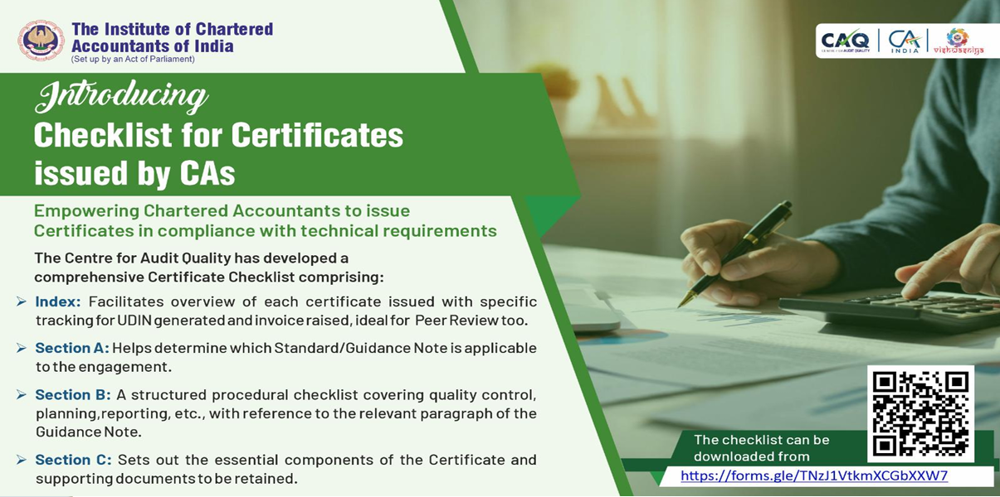 The Institute of Chartered
Accountants of India
(Set up by an Act of Parliament)
CAQ
CENTRE FOR AUDIT QUALITY
CA
INDIA
vishwasniya
Introducing
Checklist for Certificates
issued by CAs
Empowering Chartered Accountants to issue
Certificates in compliance with technical requirements
The Centre for Audit Quality has developed a
comprehensive Certificate Checklist comprising:
➢ Index: Facilitates overview of each certificate issued with specific
tracking for UDIN generated and invoice raised, ideal for Peer Review too.
➢ Section A: Helps determine which Standard/Guidance Note is applicable
to the engagement.
➢ Section B: A structured procedural checklist covering quality control,
planning,reporting, etc., with reference to the relevant paragraph of the
Guidance Note.
➢ Section C: Sets out the essential components of the Certificate and
supporting documents to be retained.
The checklist can be
downloaded from
https://forms.gle/TNzJ1VtkmXCGbXXW7